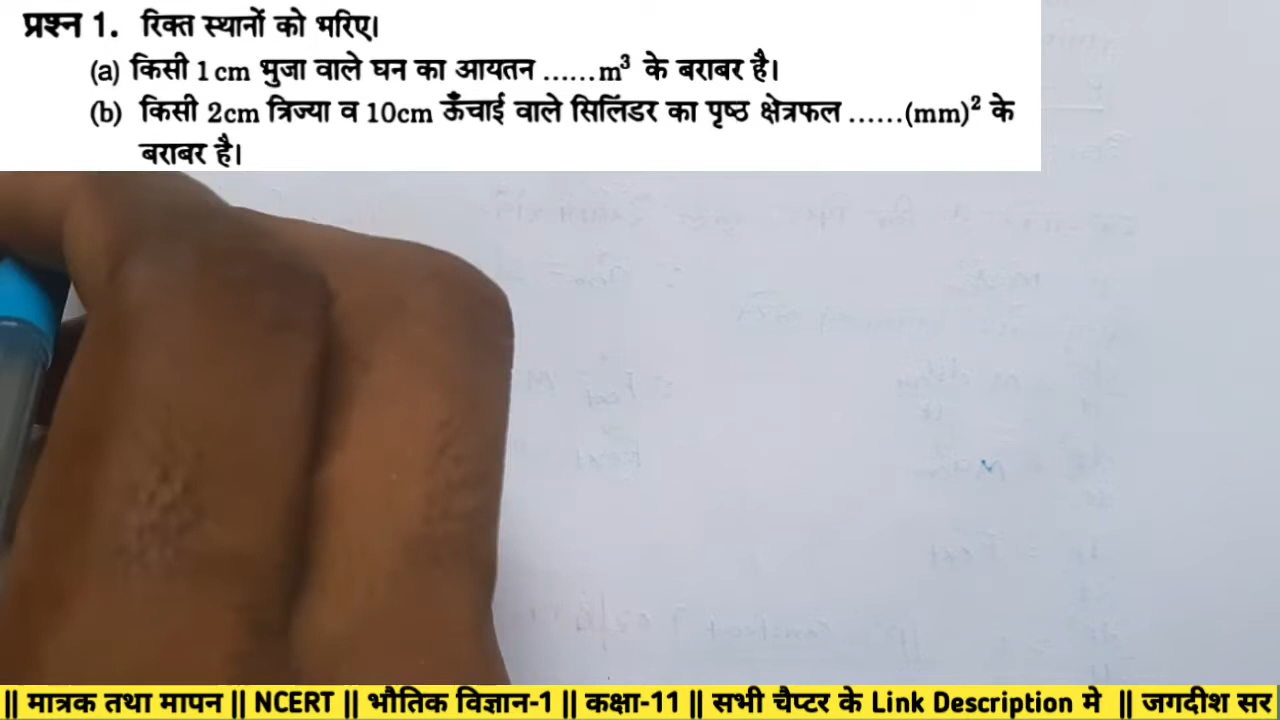 प्रश्न 1. रिक्त स्थानों को भरिए।
(a) किसी 1 cm भुजा वाले घन का आयतन ......m³ के बराबर है।
(b) किसी 2cm त्रिज्या व 10cm ऊँचाई वाले सिलिंडर का पृष्ठ क्षेत्रफल ......(mm)² के
बराबर है।
|| मात्रक तथा मापन || NCERT || भौतिक विज्ञान-1 || कक्षा-11 || सभी चैप्टर के Link Description मे || जगदीश सर